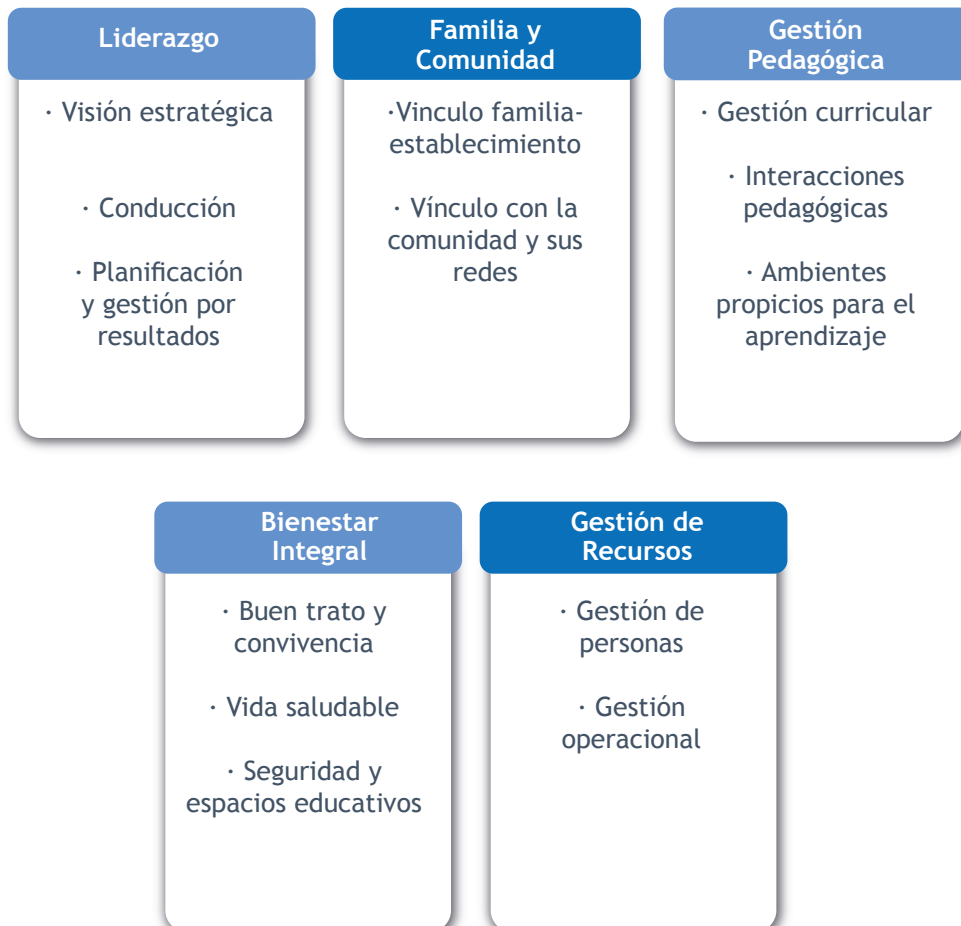 Liderazgo
· Visión estratégica
· Conducción
· Planificación
y gestión por
resultados
Familia y
Comunidad
·Vinculo familia-
establecimiento
· Vínculo con la
comunidad y sus
redes
Gestión
Pedagógica
· Gestión curricular
· Interacciones
pedagógicas
· Ambientes
propicios para el
aprendizaje
Bienestar
Integral
· Buen trato y
convivencia
· Vida saludable
· Seguridad y
espacios educativos
Gestión de
Recursos
· Gestión de
personas
· Gestión
operacional